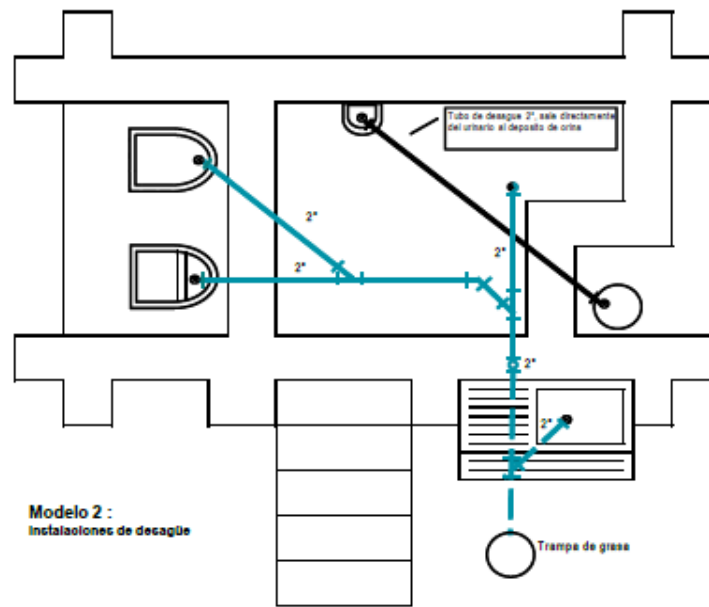 Tubo de desague 2", sale directamente
del urinario al deposito de orina
2"
2"
2"
2"
2"
Modelo 2 :
Instalaciones de desagüe
Trampa de grasa